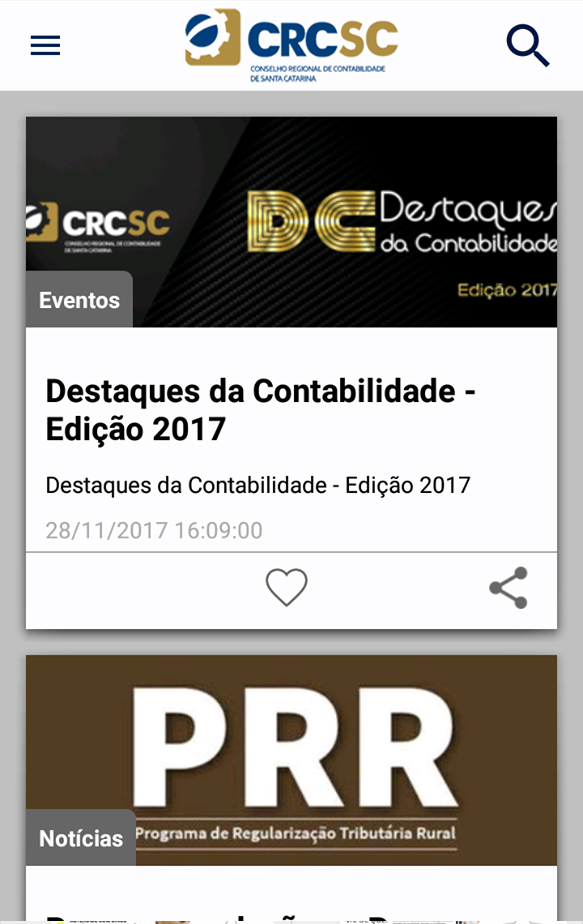 CRCSC
CONSELHO REGIONAL DE CONTABILIDADE
DE SANTA CATARINA
CRCSC
CONSELHO REGIONAL DE CONTABILIDADE
DE SANTA CATARINA
DC Destaques
da Contabilidade
Edição 2017
Eventos
Destaques da Contabilidade -
Edição 2017
Destaques da Contabilidade - Edição 2017
28/11/2017 16:09:00
PRR
Programa de Regularização Tributária Rural
Notícias